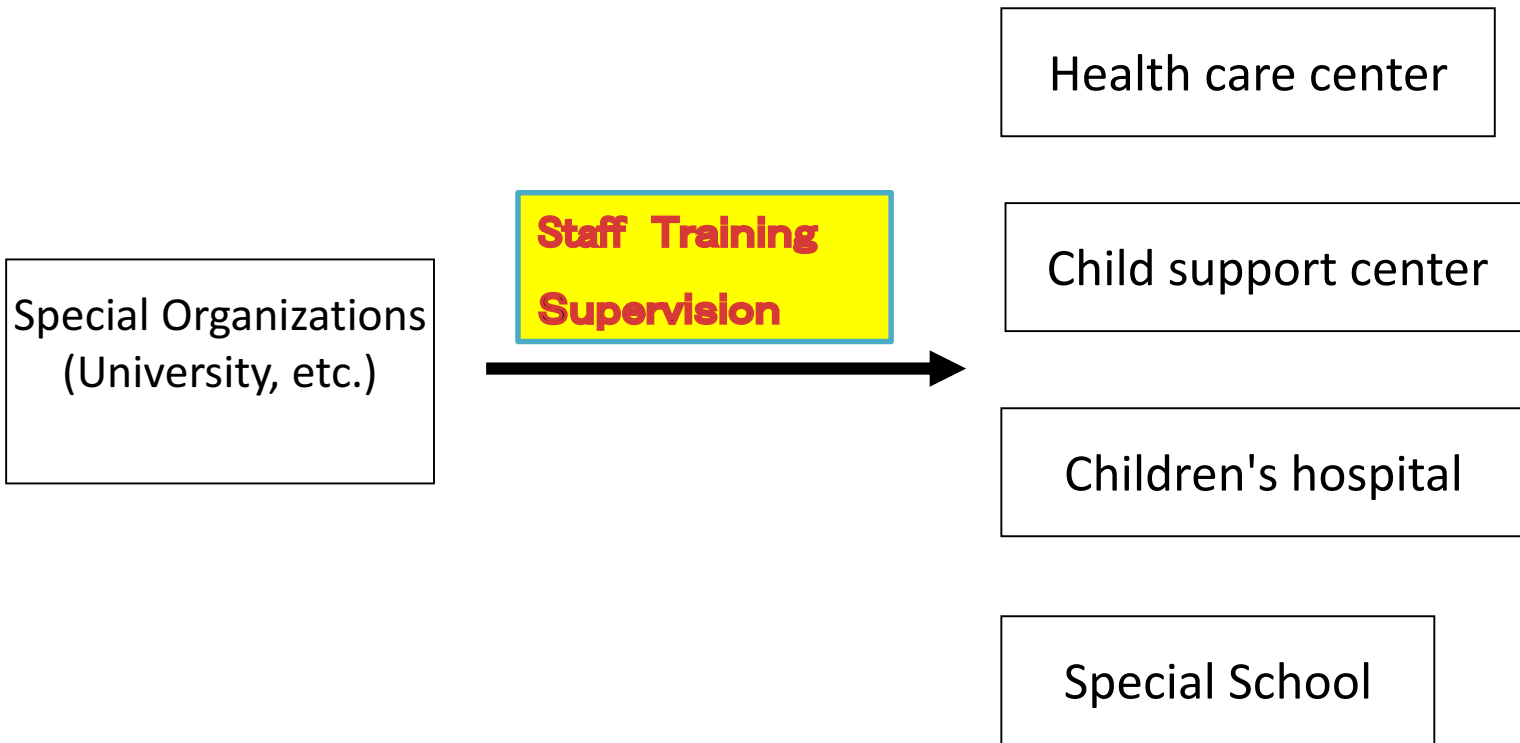 Special Organizations
(University, etc.)
Staff Training
Supervision
Health care center
Child support center
Children's hospital
Special School